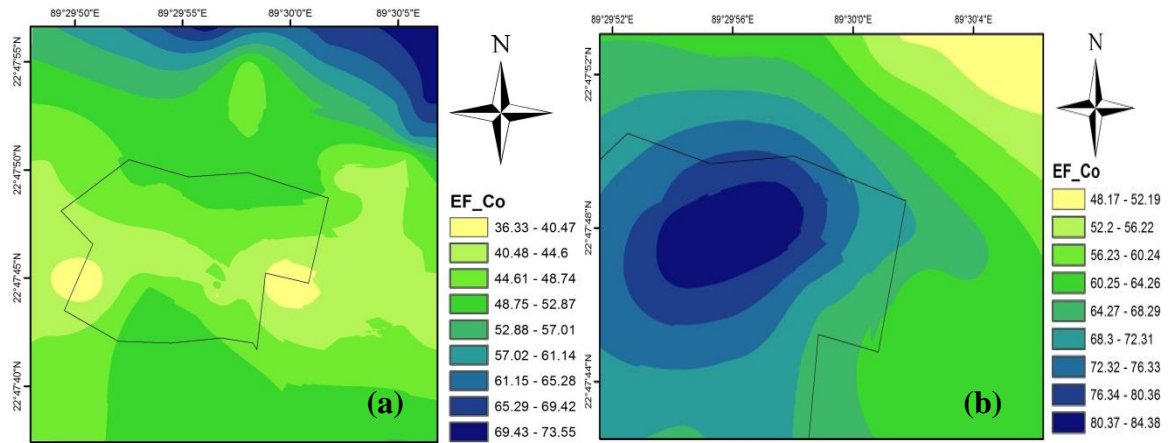 89°29'50"E 89°29'55"E 89°30'0"E 89°30'5"E
22°47'55"N
22°47'50"N
22°47'45"N
22°47'40"N
N
EF_Co
36.33 - 40.47
40.48 - 44.6
44.61 - 48.74
48.75 - 52.87
52.88 - 57.01
57.02 - 61.14
61.15 - 65.28
65.29 - 69.42
69.43 - 73.55
(a)
89°29'52"E 89°29'56"E 89°30'0"E 89°30'4"E
22°47'52"N
22°47'48"N
22°47'44"N
N
EF_Co
48.17 - 52.19
52.2 - 56.22
56.23 - 60.24
60.25 - 64.26
64.27 - 68.29
68.3 - 72.31
72.32 - 76.33
76.34 - 80.36
80.37 - 84.38
(b)